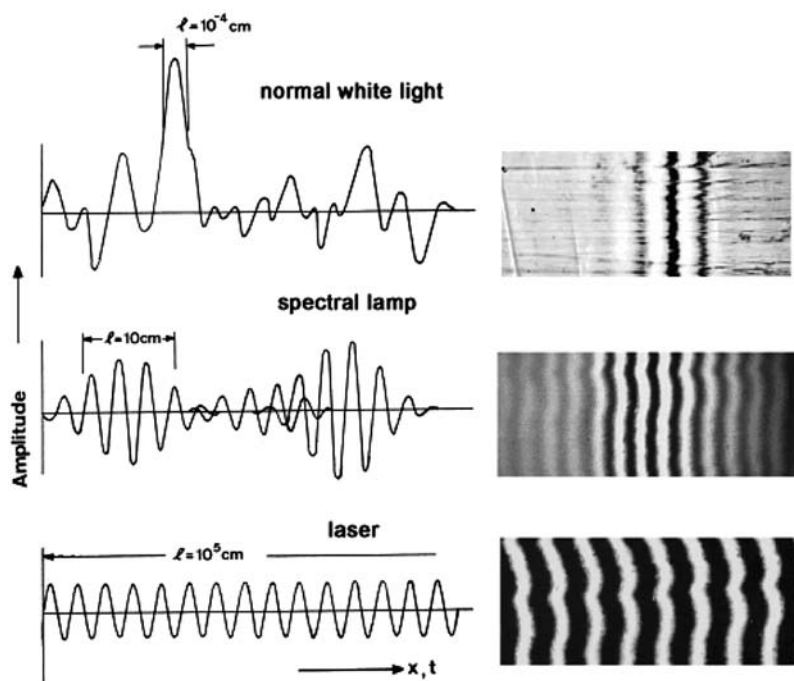 ℓ=10⁻⁴cm
normal white light
spectral lamp
ℓ=10cm
Amplitude
laser
ℓ=10⁵cm
x, t